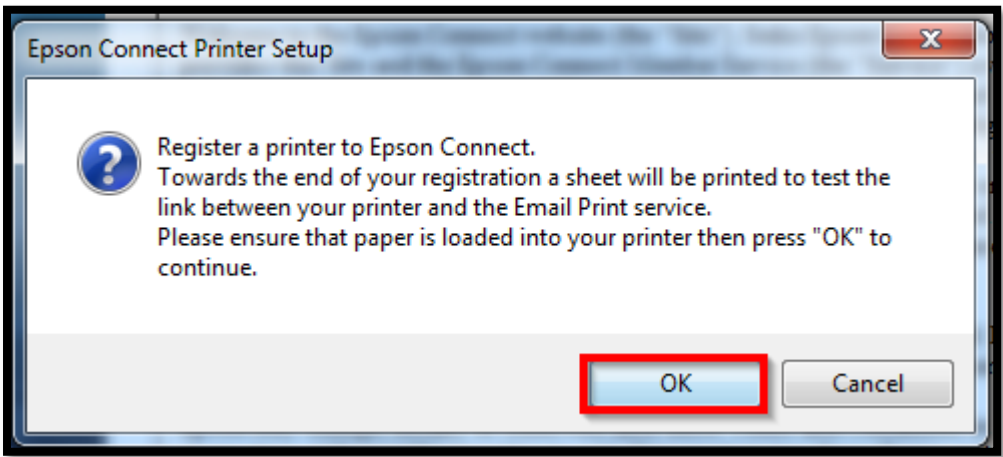 Epson Connect Printer Setup
Register a printer to Epson Connect.
Towards the end of your registration a sheet will be printed to test the
link between your printer and the Email Print service.
Please ensure that paper is loaded into your printer then press "OK" to
continue.
OK
Cancel